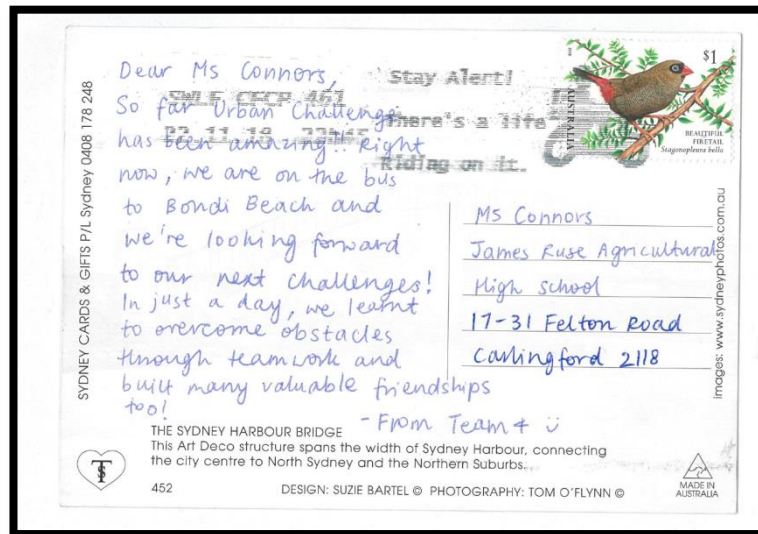 Dear Ms Connors,
So far Urban Challenge
has been amazing!! Right
now, we are on the bus
to Bondi Beach and
we're looking forward
to our next challenges!
In just a day, we learnt
to overcome obstacles
through teamwork and
built many valuable friendships
too!
-From Team 4 ü
Stay Alert!
There's a life
Riding on it.
$1
AUSTRALIA
BEAUTIFUL
FIRETAIL
Stagonopleura bella
Ms Connors
James Ruse Agricultural
High School
17-31 Felton Road
Carlingford 2118
SYDNEY CARDS & GIFTS P/L Sydney 0408 178 248
images: www.sydneyphotos.com.au
THE SYDNEY HARBOUR BRIDGE
This Art Deco structure spans the width of Sydney Harbour, connecting
the city centre to North Sydney and the Northern Suburbs.
452
DESIGN: SUZIE BARTEL © PHOTOGRAPHY: TOM O'FLYNN ©
MADE IN
AUSTRALIA